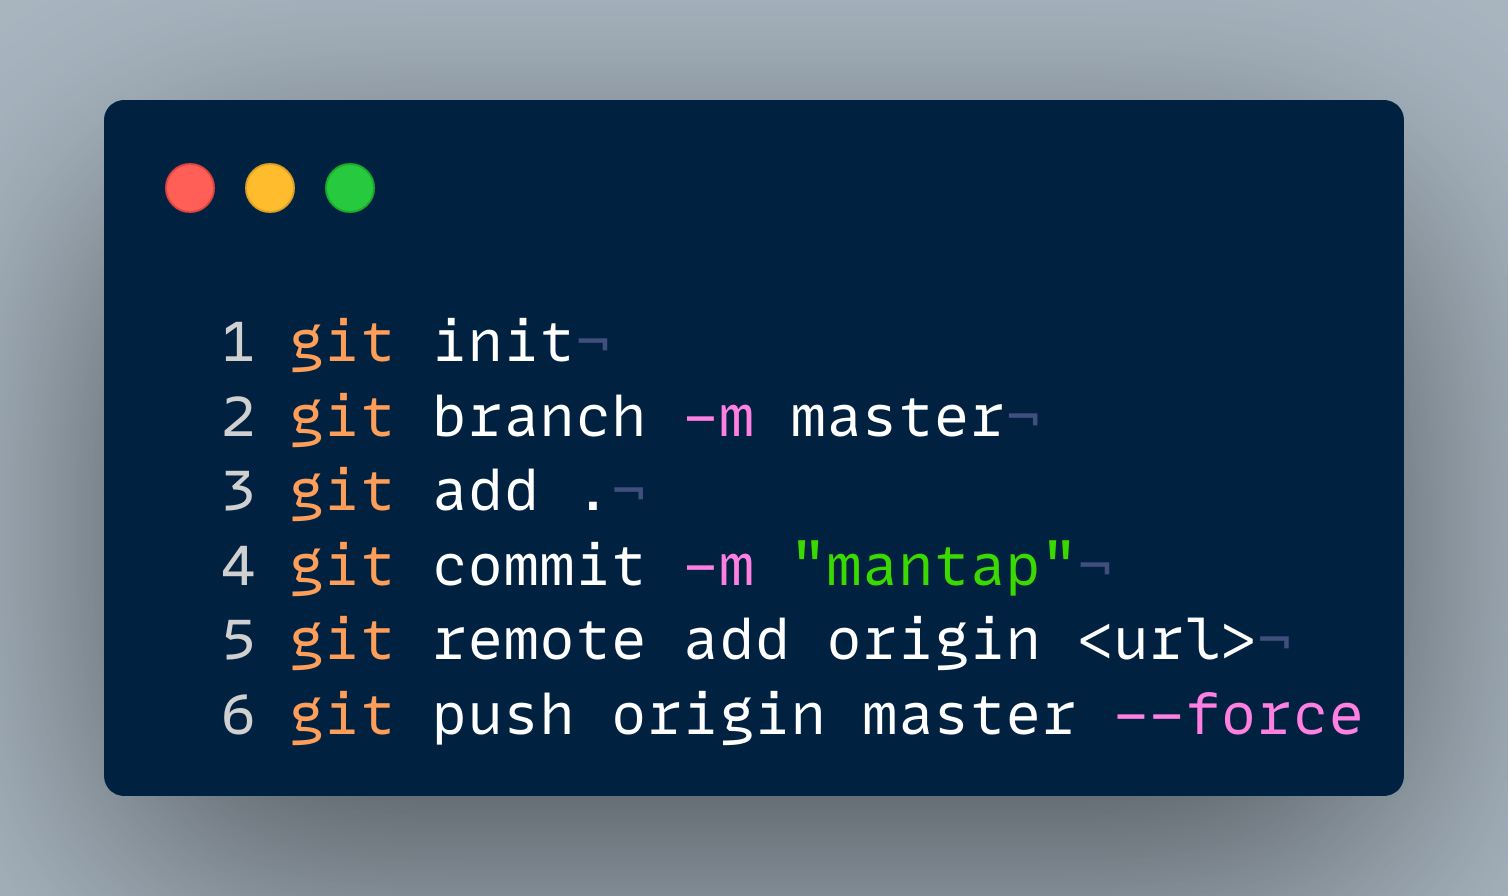 1 git init¬
2 git branch -m master¬
3 git add .¬
4 git commit -m "mantap"¬
5 git remote add origin <url>¬
6 git push origin master --force